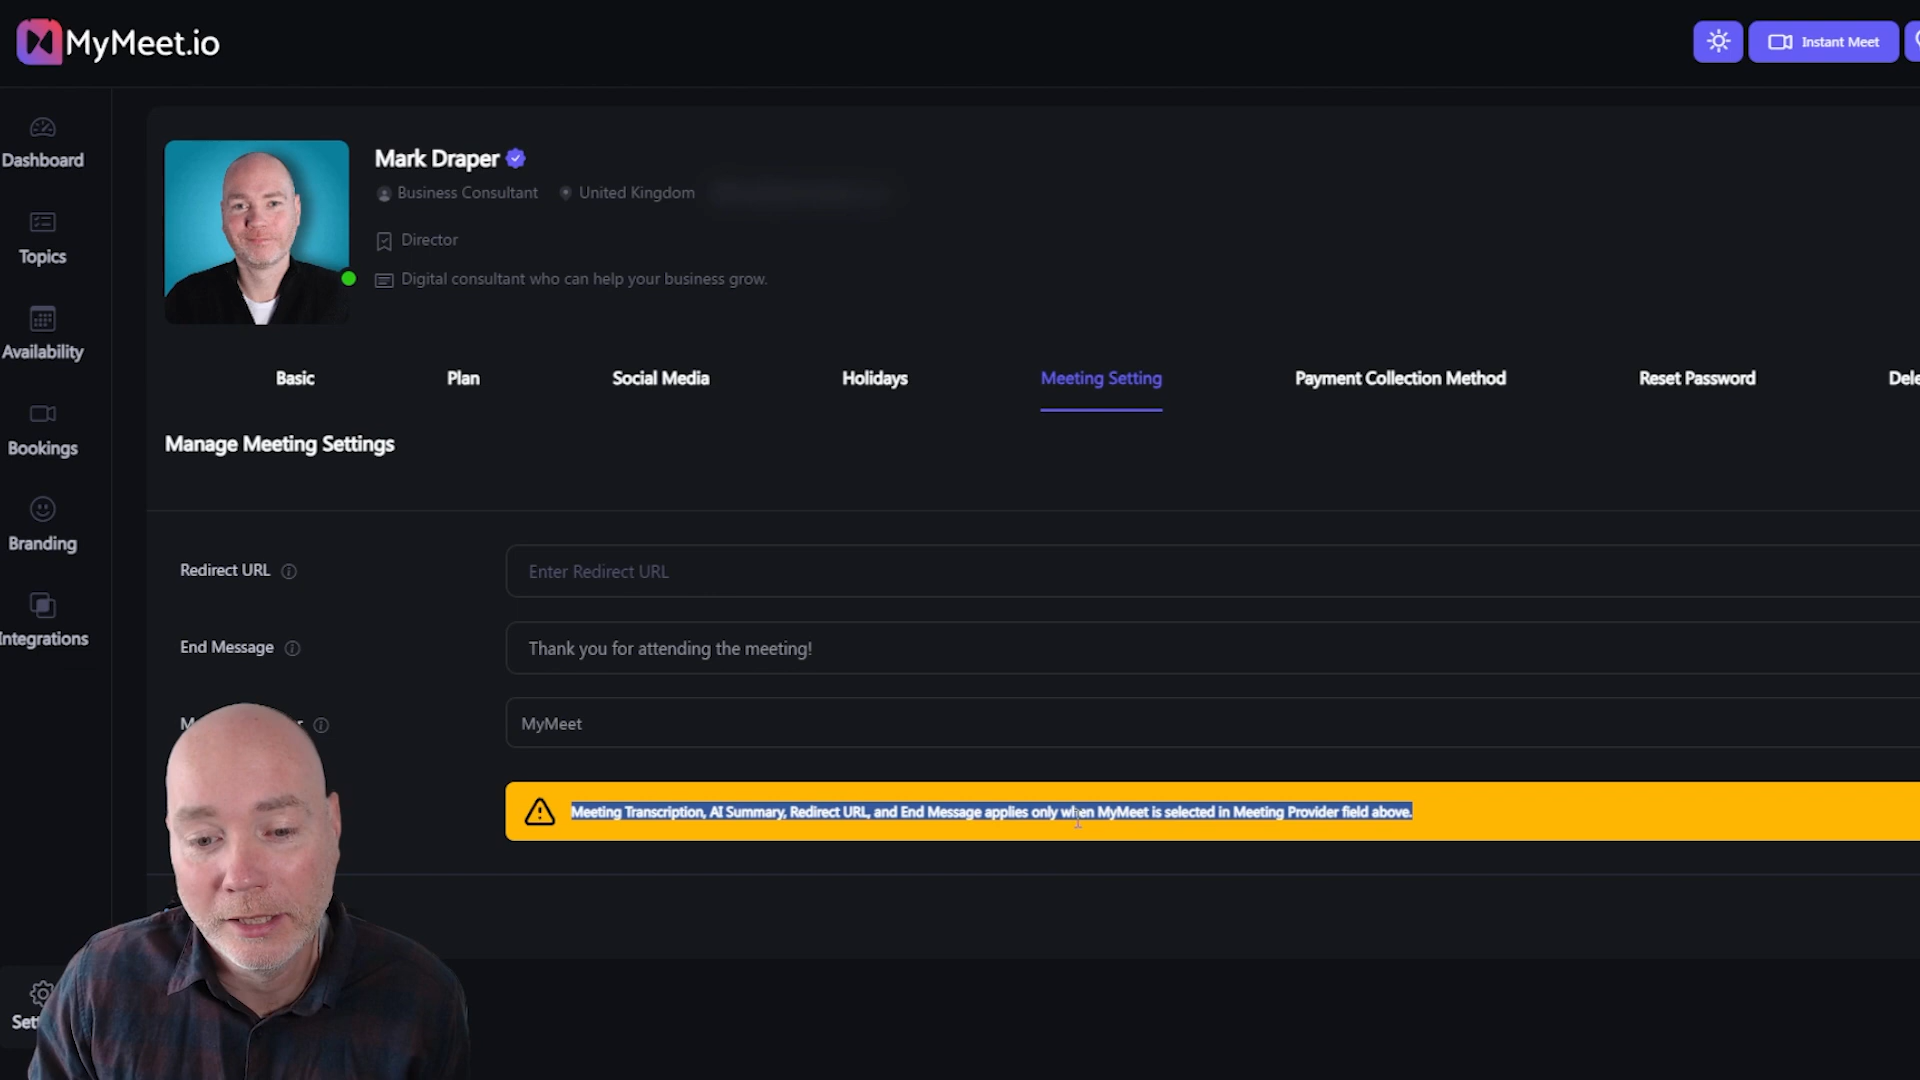 MyMeet.io
Instant Meet
Dashboard
Topics
Availability
Bookings
Branding
Integrations
Mark Draper
Business Consultant
United Kingdom
Director
Digital consultant who can help your business grow.
Basic
Plan
Social Media
Holidays
Meeting Setting
Payment Collection Method
Reset Password
Dele
Manage Meeting Settings
Redirect URL
Enter Redirect URL
End Message
Thank you for attending the meeting!
MyMeet
Meeting Transcription, AI Summary, Redirect URL, and End Message applies only when MyMeet is selected in Meeting Provider field above.